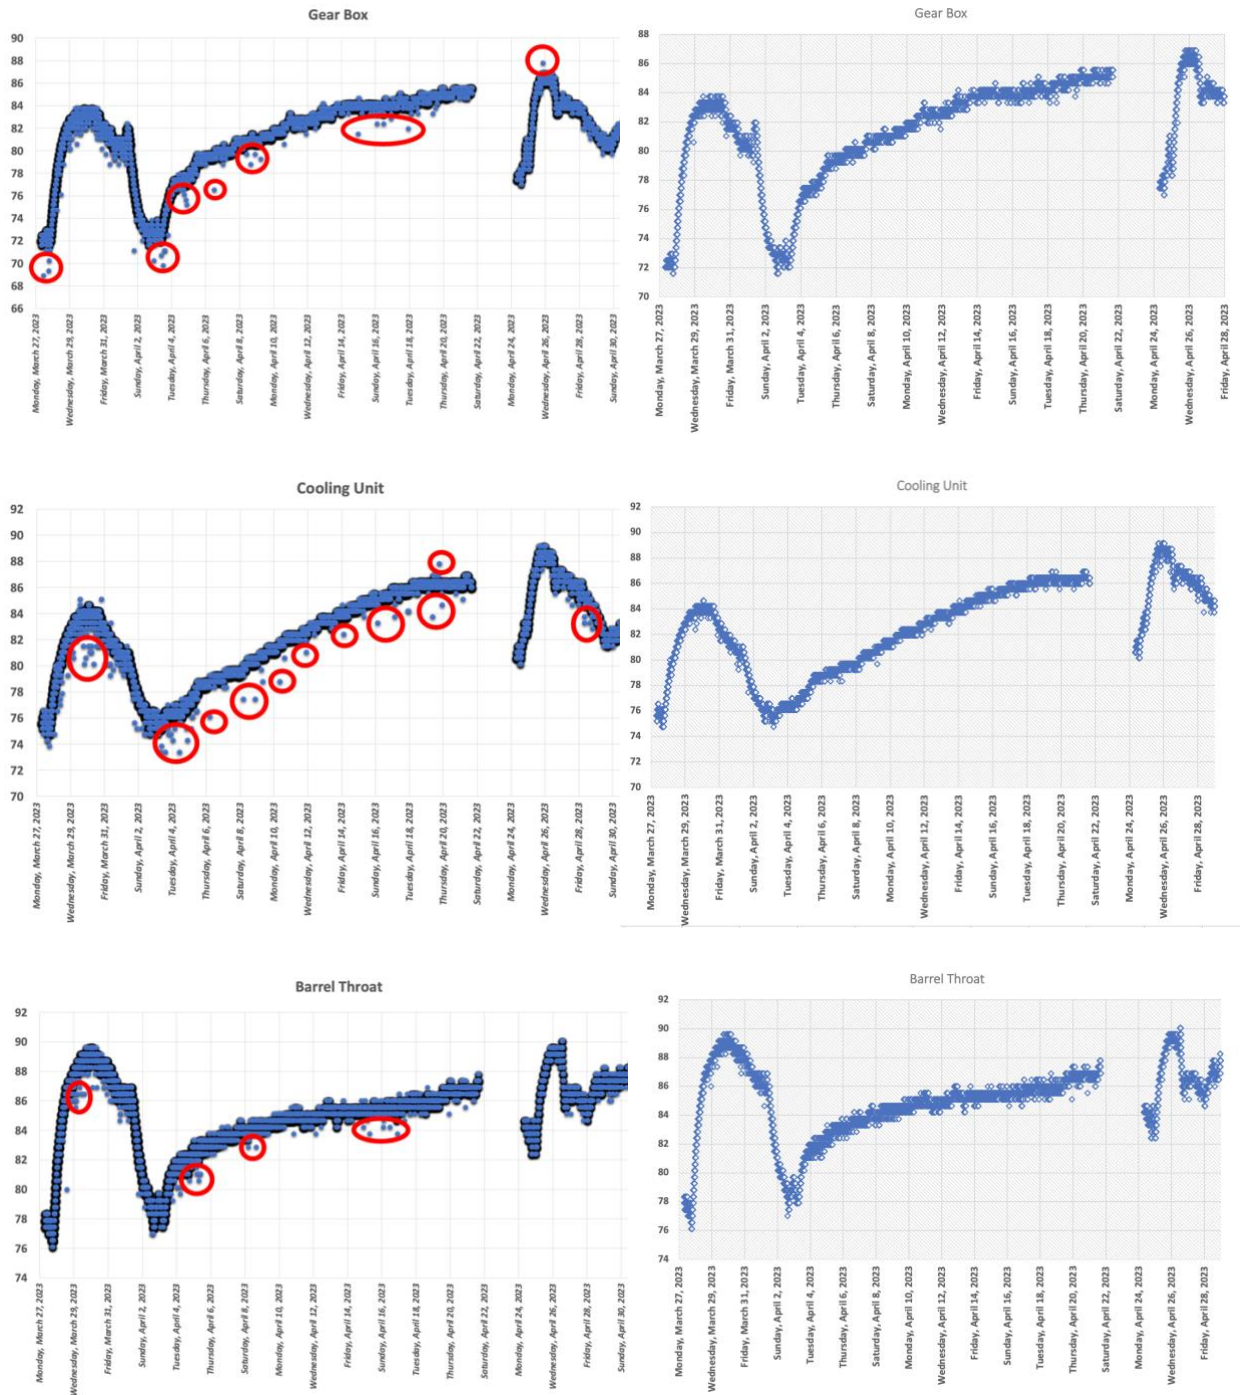 Gear Box
90
88
86
84
82
80
78
76
74
72
70
68
66
Monday, March 27, 2023
Wednesday, March 29, 2023
Friday, March 31, 2023
Sunday, April 2, 2023
Tuesday, April 4, 2023
Thursday, April 6, 2023
Saturday, April 8, 2023
Monday, April 10, 2023
Wednesday, April 12, 2023
Friday, April 14, 2023
Sunday, April 16, 2023
Tuesday, April 18, 2023
Thursday, April 20, 2023
Saturday, April 22, 2023
Monday, April 24, 2023
Wednesday, April 26, 2023
Friday, April 28, 2023
Sunday, April 30, 2023
Gear Box
88
86
84
82
80
78
76
74
72
70
Monday, March 27, 2023
Wednesday, March 29, 2023
Friday, March 31, 2023
Sunday, April 2, 2023
Tuesday, April 4, 2023
Thursday, April 6, 2023
Saturday, April 8, 2023
Monday, April 10, 2023
Wednesday, April 12, 2023
Friday, April 14, 2023
Sunday, April 16, 2023
Tuesday, April 18, 2023
Thursday, April 20, 2023
Saturday, April 22, 2023
Monday, April 24, 2023
Wednesday, April 26, 2023
Friday, April 28, 2023
Cooling Unit
92
90
88
86
84
82
80
78
76
74
72
70
Monday, March 27, 2023
Wednesday, March 29, 2023
Friday, March 31, 2023
Sunday, April 2, 2023
Tuesday, April 4, 2023
Thursday, April 6, 2023
Saturday, April 8, 2023
Monday, April 10, 2023
Wednesday, April 12, 2023
Friday, April 14, 2023
Sunday, April 16, 2023
Tuesday, April 18, 2023
Thursday, April 20, 2023
Saturday, April 22, 2023
Monday, April 24, 2023
Wednesday, April 26, 2023
Friday, April 28, 2023
Sunday, April 30, 2023
Cooling Unit
92
90
88
86
84
82
80
78
76
74
72
70
Monday, March 27, 2023
Wednesday, March 29, 2023
Friday, March 31, 2023
Sunday, April 2, 2023
Tuesday, April 4, 2023
Thursday, April 6, 2023
Saturday, April 8, 2023
Monday, April 10, 2023
Wednesday, April 12, 2023
Friday, April 14, 2023
Sunday, April 16, 2023
Tuesday, April 18, 2023
Thursday, April 20, 2023
Saturday, April 22, 2023
Monday, April 24, 2023
Wednesday, April 26, 2023
Friday, April 28, 2023
Barrel Throat
92
90
88
86
84
82
80
78
76
74
Monday, March 27, 2023
Wednesday, March 29, 2023
Friday, March 31, 2023
Sunday, April 2, 2023
Tuesday, April 4, 2023
Thursday, April 6, 2023
Saturday, April 8, 2023
Monday, April 10, 2023
Wednesday, April 12, 2023
Friday, April 14, 2023
Sunday, April 16, 2023
Tuesday, April 18, 2023
Thursday, April 20, 2023
Saturday, April 22, 2023
Monday, April 24, 2023
Wednesday, April 26, 2023
Friday, April 28, 2023
Sunday, April 30, 2023
Barrel Throat
92
90
88
86
84
82
80
78
76
74
Monday, March 27, 2023
Wednesday, March 29, 2023
Friday, March 31, 2023
Sunday, April 2, 2023
Tuesday, April 4, 2023
Thursday, April 6, 2023
Saturday, April 8, 2023
Monday, April 10, 2023
Wednesday, April 12, 2023
Friday, April 14, 2023
Sunday, April 16, 2023
Tuesday, April 18, 2023
Thursday, April 20, 2023
Saturday, April 22, 2023
Monday, April 24, 2023
Wednesday, April 26, 2023
Friday, April 28, 2023